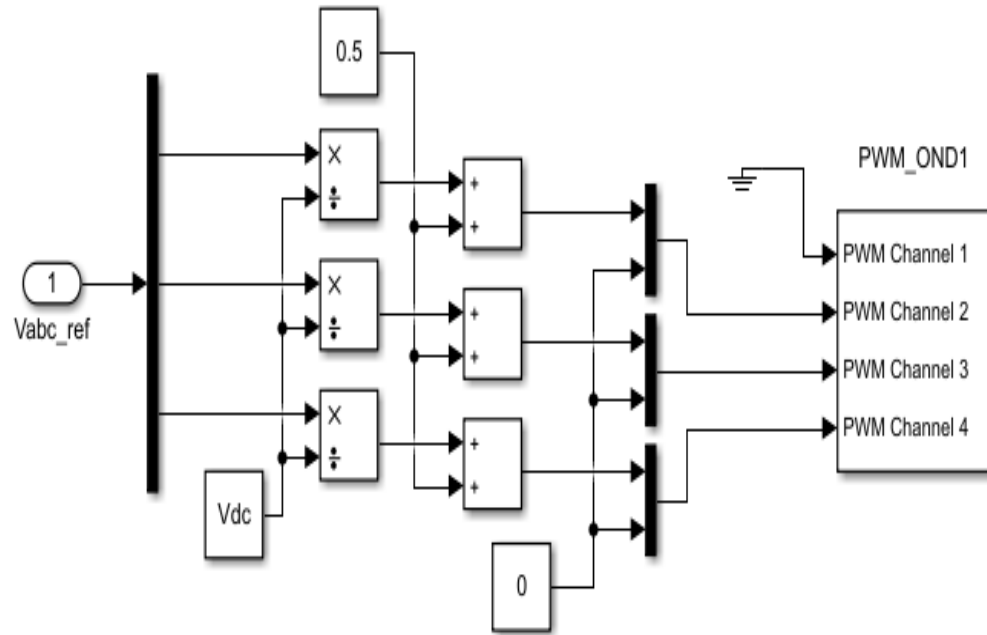 0.5
×
÷
+
+
PWM_OND1
PWM Channel 1
1
Vabc_ref
×
÷
+
+
PWM Channel 2
PWM Channel 3
×
÷
+
+
PWM Channel 4
Vdc
0